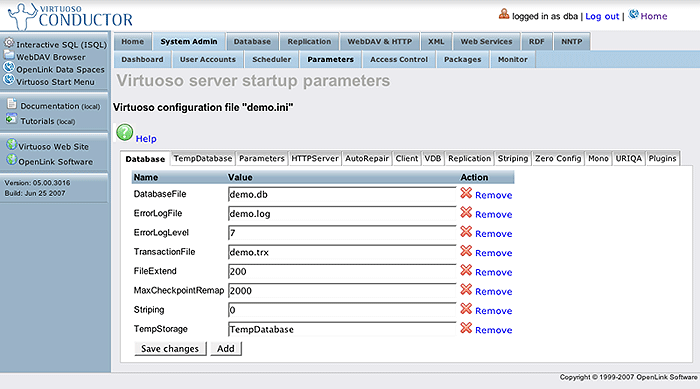 VIRTUOSO
CONDUCTOR
logged in as dba | Log out | Home
Interactive SQL (ISQL)
WebDAV Browser
OpenLink Data Spaces
Virtuoso Start Menu
Documentation (local)
Tutorials (local)
Virtuoso Web Site
OpenLink Software
Version: 05.00.3016
Build: Jun 25 2007
Home System Admin Database Replication WebDAV & HTTP XML Web Services RDF NNTP
Dashboard User Accounts Scheduler Parameters Access Control Packages Monitor
Virtuoso server startup parameters
Virtuoso configuration file "demo.ini"
Help
Database TempDatabase Parameters HTTPServer AutoRepair Client VDB Replication Striping Zero Config Mono URIQA Plugins
Name Value Action
DatabaseFile demo.db Remove
ErrorLogFile demo.log Remove
ErrorLogLevel 7 Remove
TransactionFile demo.trx Remove
FileExtend 200 Remove
MaxCheckpointRemap 2000 Remove
Striping 0 Remove
TempStorage TempDatabase Remove
Save changes Add
Copyright © 1999-2007 OpenLink Software